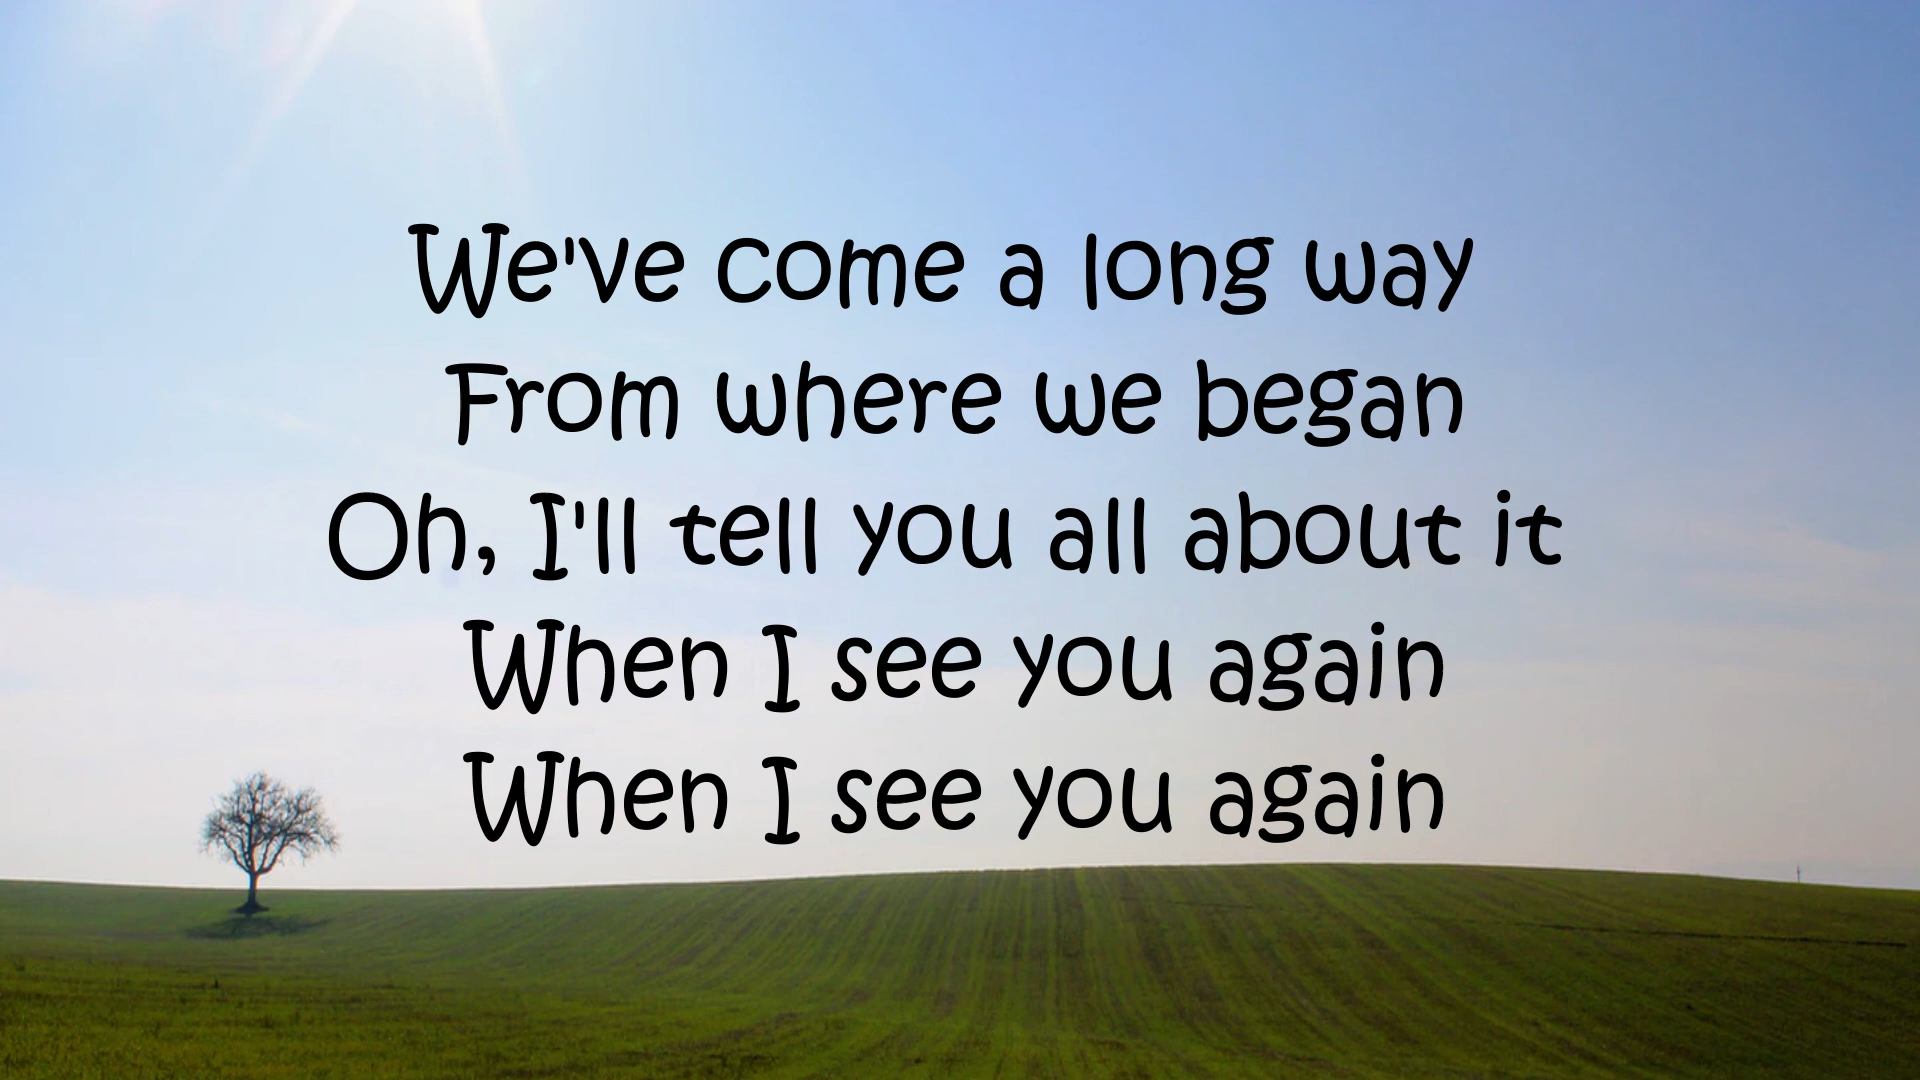 We've come a long way
From where we began
Oh, I'll tell you all about it
When I see you again
When I see you again